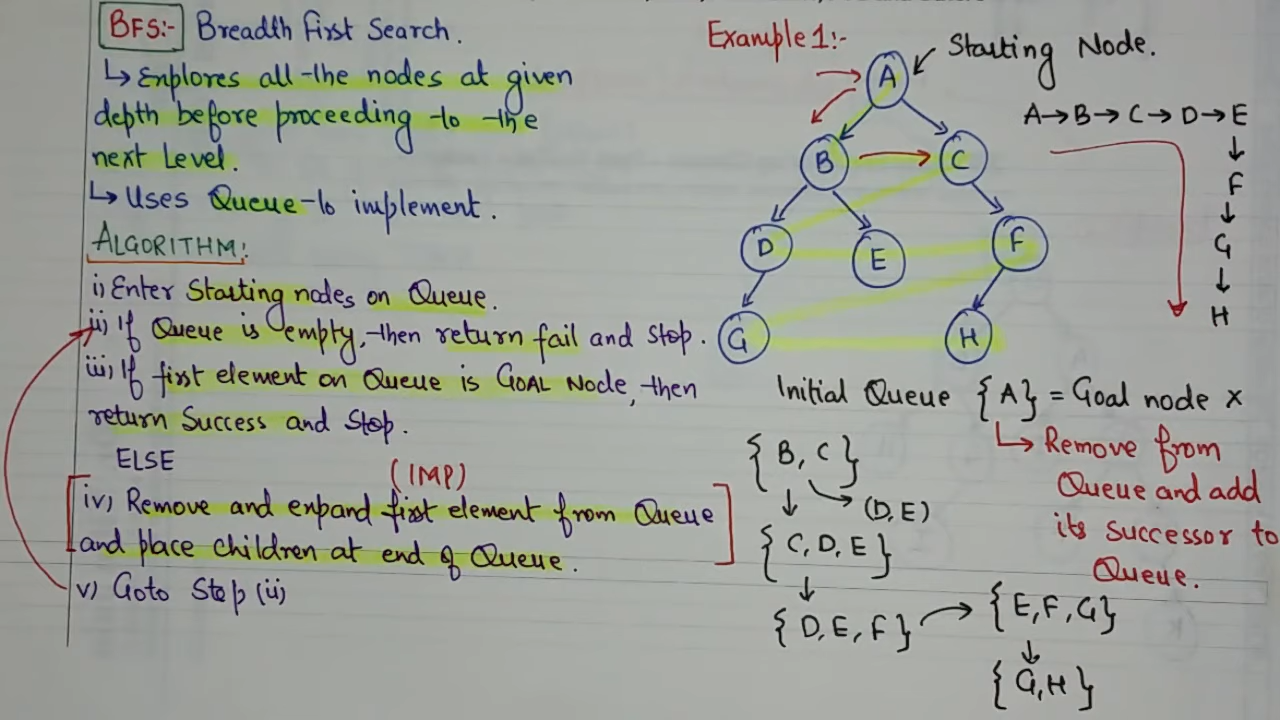 BFS:- Breadth First Search.
↳ Explores all the nodes at given
depth before proceeding to the
next Level.
↳ Uses Queue to implement.
ALGORITHM:
i) Enter Starting nodes on Queue.
ii) If Queue is empty, then return fail and stop.
iii) If first element on Queue is GOAL Node, then
return Success and Stop.
ELSE
(IMP)
iv) Remove and expand first element from Queue
and place children at end of Queue.
v) Goto Step (ii)
Example 1:-
Starting Node.
A
B
C
D
E
F
G
H
A→B→C→D→E
↓
F
↓
G
↓
H
Initial Queue {A} = Goal node x
↳ Remove from
Queue and add
its successor to
Queue.
{B, C}
↓ → (D, E)
{C, D, E}
↓
{D, E, F} → {E, F, G}
↓
{G, H}